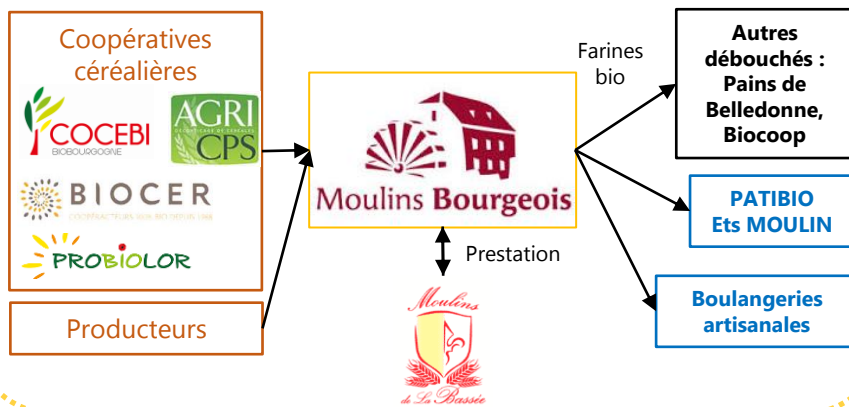 Coopératives
céréalières
COCEBI
BIOBOURGOGNE
AGRI
CPS
BIOCER
PROBIOLOR
Producteurs
Moulins Bourgeois
Prestation
Moulins
de La Bassée
Farines
bio
Autres
débouchés :
Pains de
Belledonne,
Biocoop
PATIBIO
Ets MOULIN
Boulangeries
artisanales